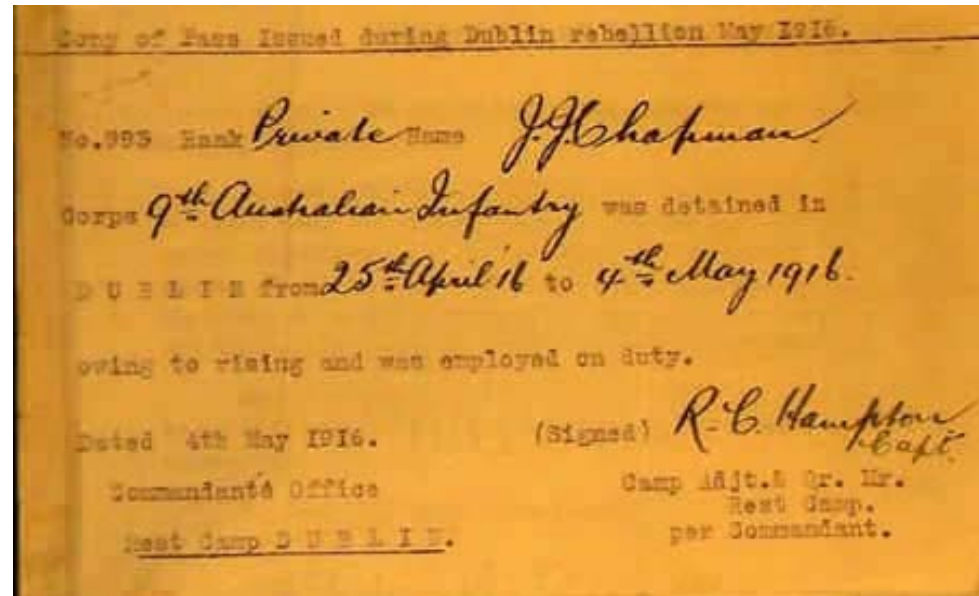 Copy of Pass Issued during Dublin rebellion May 1916.
No.993 Rank Private Name J.J. Chapman.
Corps 9th Australian Infantry was detained in
D U B L I N from 25th April '16 to 4th May 1916.
owing to rising and was employed on duty.
Dated 4th May 1916. (Signed) R. C. Hampton
Capt.
Commandants Office Camp Adjt.& Qr. Mr.
Rest Camp.
Rest Camp D U B L I N. per Commandant.